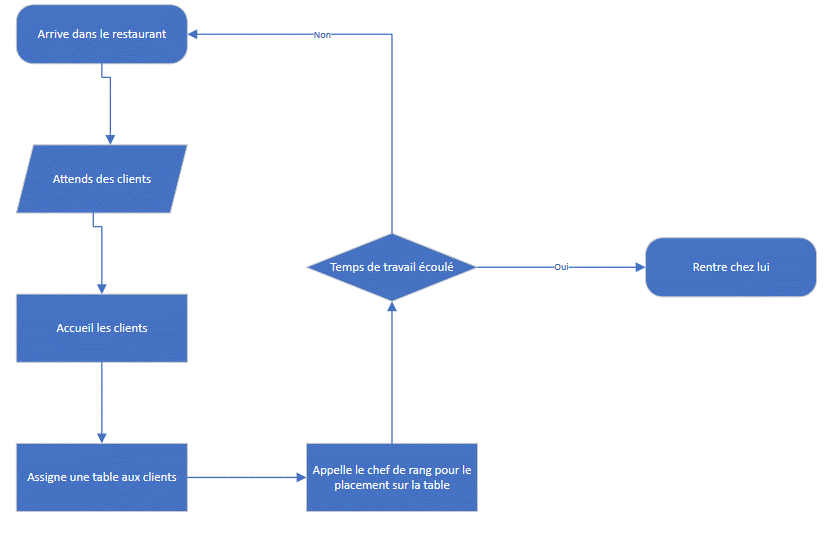 Arrive dans le restaurant
Non
Attends des clients
Temps de travail écoulé
Oui
Rentre chez lui
Accueil les clients
Assigne une table aux clients
Appelle le chef de rang pour le
placement sur la table